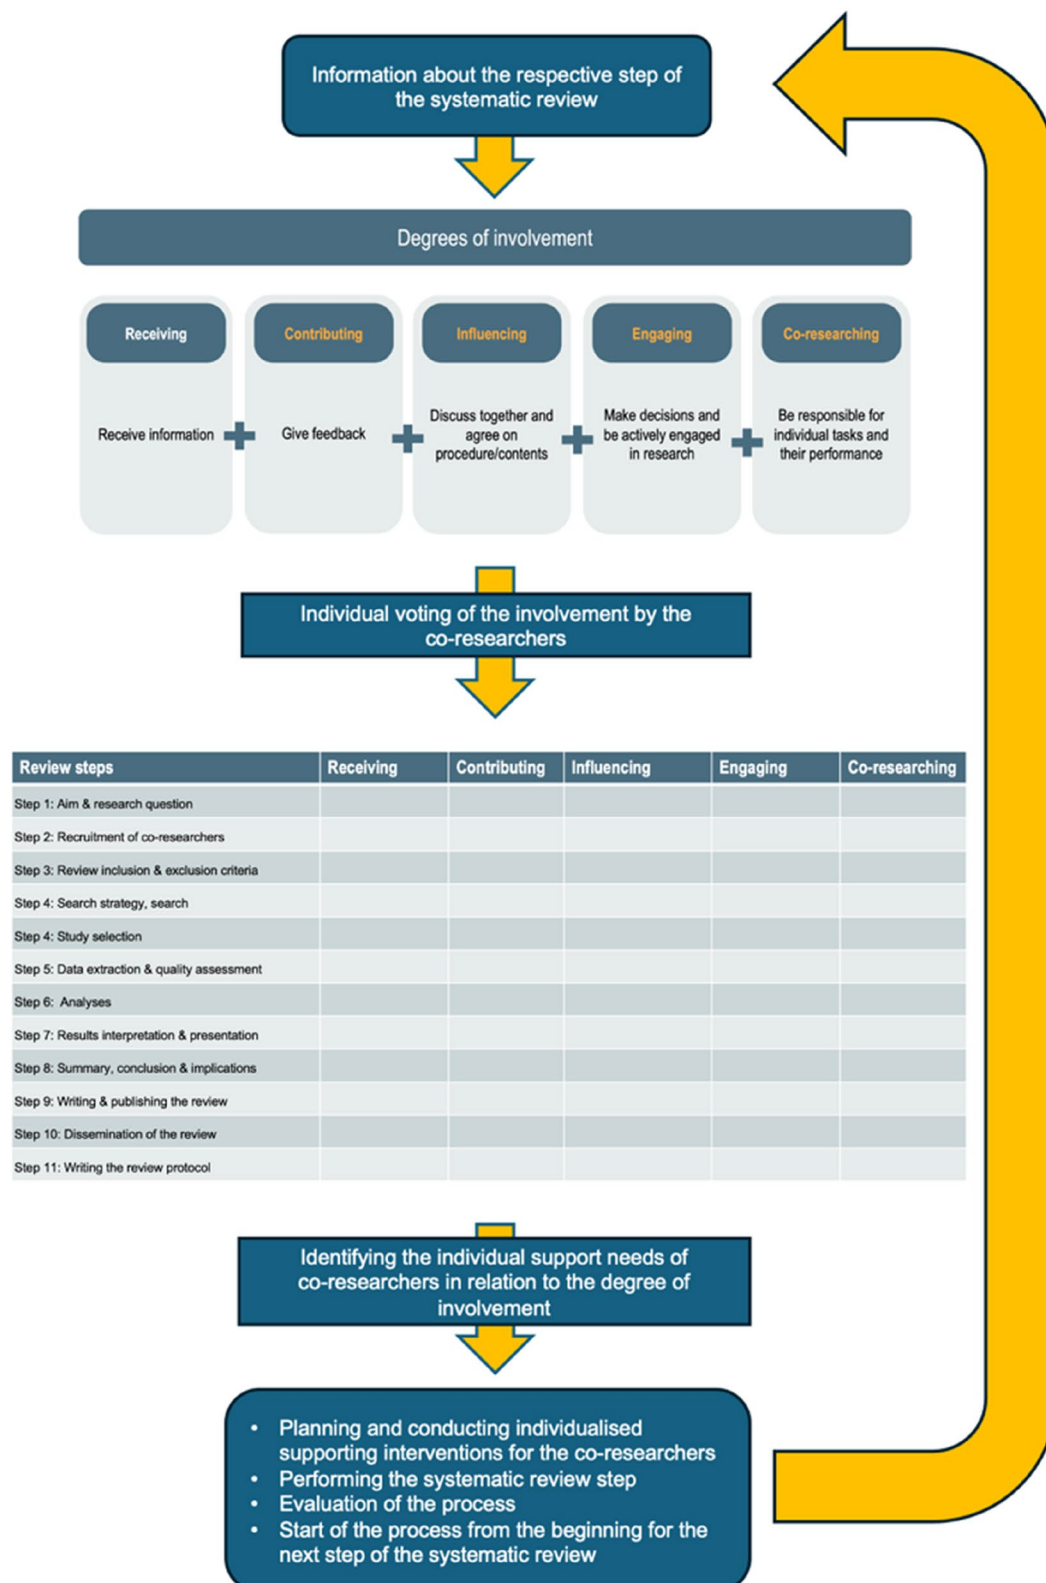 Information about the respective step of
the systematic review
Degrees of involvement
Receiving
Contributing
Influencing
Engaging
Co-researching
Receive information
Give feedback
Discuss together and
agree on
procedure/contents
Make decisions and
be actively engaged
in research
Be responsible for
individual tasks and
their performance
Individual voting of the involvement by the
co-researchers
Review steps Receiving Contributing Influencing Engaging Co-researching
Step 1: Aim & research question
Step 2: Recruitment of co-researchers
Step 3: Review inclusion & exclusion criteria
Step 4: Search strategy, search
Step 4: Study selection
Step 5: Data extraction & quality assessment
Step 6: Analyses
Step 7: Results interpretation & presentation
Step 8: Summary, conclusion & implications
Step 9: Writing & publishing the review
Step 10: Dissemination of the review
Step 11: Writing the review protocol
Identifying the individual support needs of
co-researchers in relation to the degree of
involvement
• Planning and conducting individualised
supporting interventions for the co-researchers
• Performing the systematic review step
• Evaluation of the process
• Start of the process from the beginning for the
next step of the systematic review